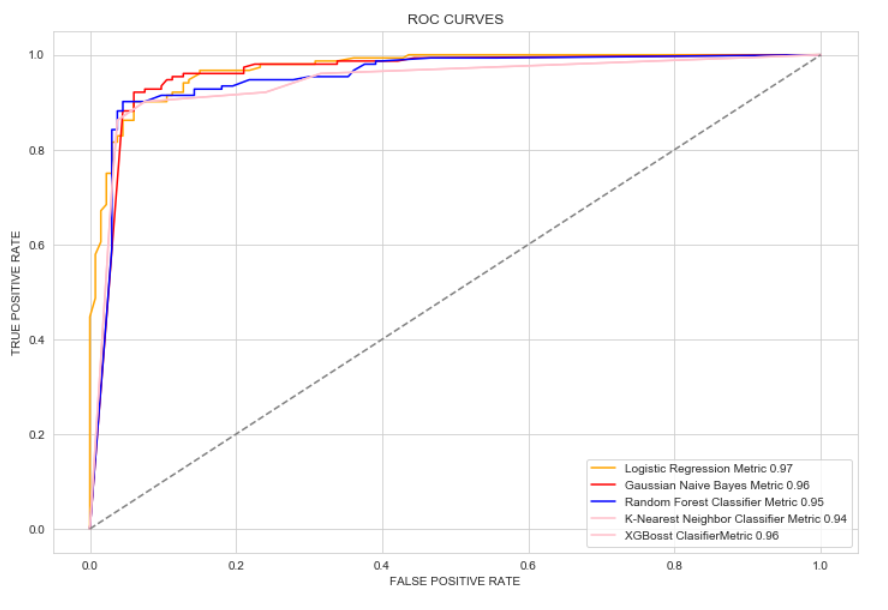 ROC CURVES
1.0
0.8
0.6
0.4
0.2
0.0
TRUE POSITIVE RATE
Logistic Regression Metric 0.97
Gaussian Naive Bayes Metric 0.96
Random Forest Classifier Metric 0.95
K-Nearest Neighbor Classifier Metric 0.94
XGBosst ClasifierMetric 0.96
0.0 0.2 0.4 0.6 0.8 1.0
FALSE POSITIVE RATE